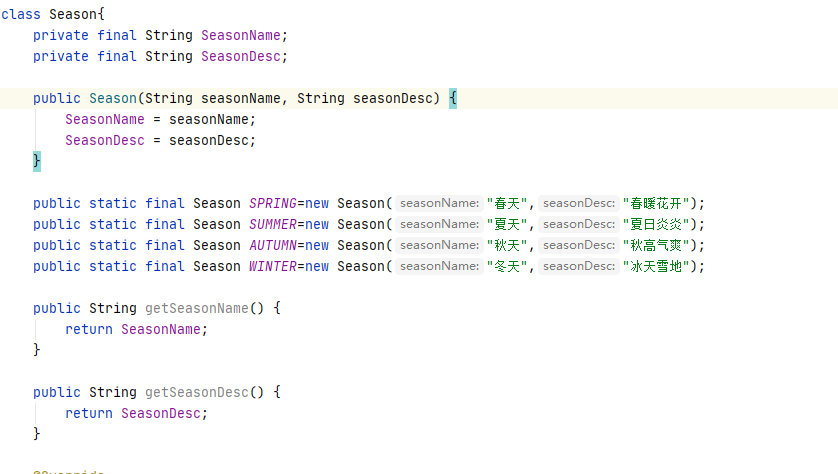 class Season{
    private final String SeasonName;
    private final String SeasonDesc;
    public Season(String seasonName, String seasonDesc) {
        SeasonName = seasonName;
        SeasonDesc = seasonDesc;
    }
    public static final Season SPRING=new Season( seasonName: "春天", seasonDesc: "春暖花开");
    public static final Season SUMMER=new Season( seasonName: "夏天", seasonDesc: "夏日炎炎");
    public static final Season AUTUMN=new Season( seasonName: "秋天", seasonDesc: "秋高气爽");
    public static final Season WINTER=new Season( seasonName: "冬天", seasonDesc: "冰天雪地");
    public String getSeasonName() {
        return SeasonName;
    }
    public String getSeasonDesc() {
        return SeasonDesc;
    }